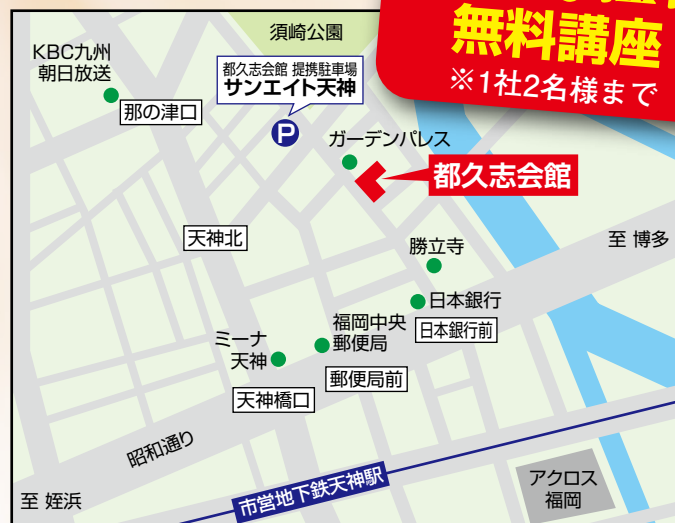 無料講座
※1社2名様まで
須崎公園
KBC九州
朝日放送
都久志会館 提携駐車場
サンエイト天神
那の津口
P
ガーデンパレス
都久志会館
天神北
至 博多
勝立寺
日本銀行
日本銀行前
福岡中央
郵便局
ミーナ
天神
郵便局前
天神橋口
昭和通り
市営地下鉄天神駅
アクロス
福岡
至 姪浜